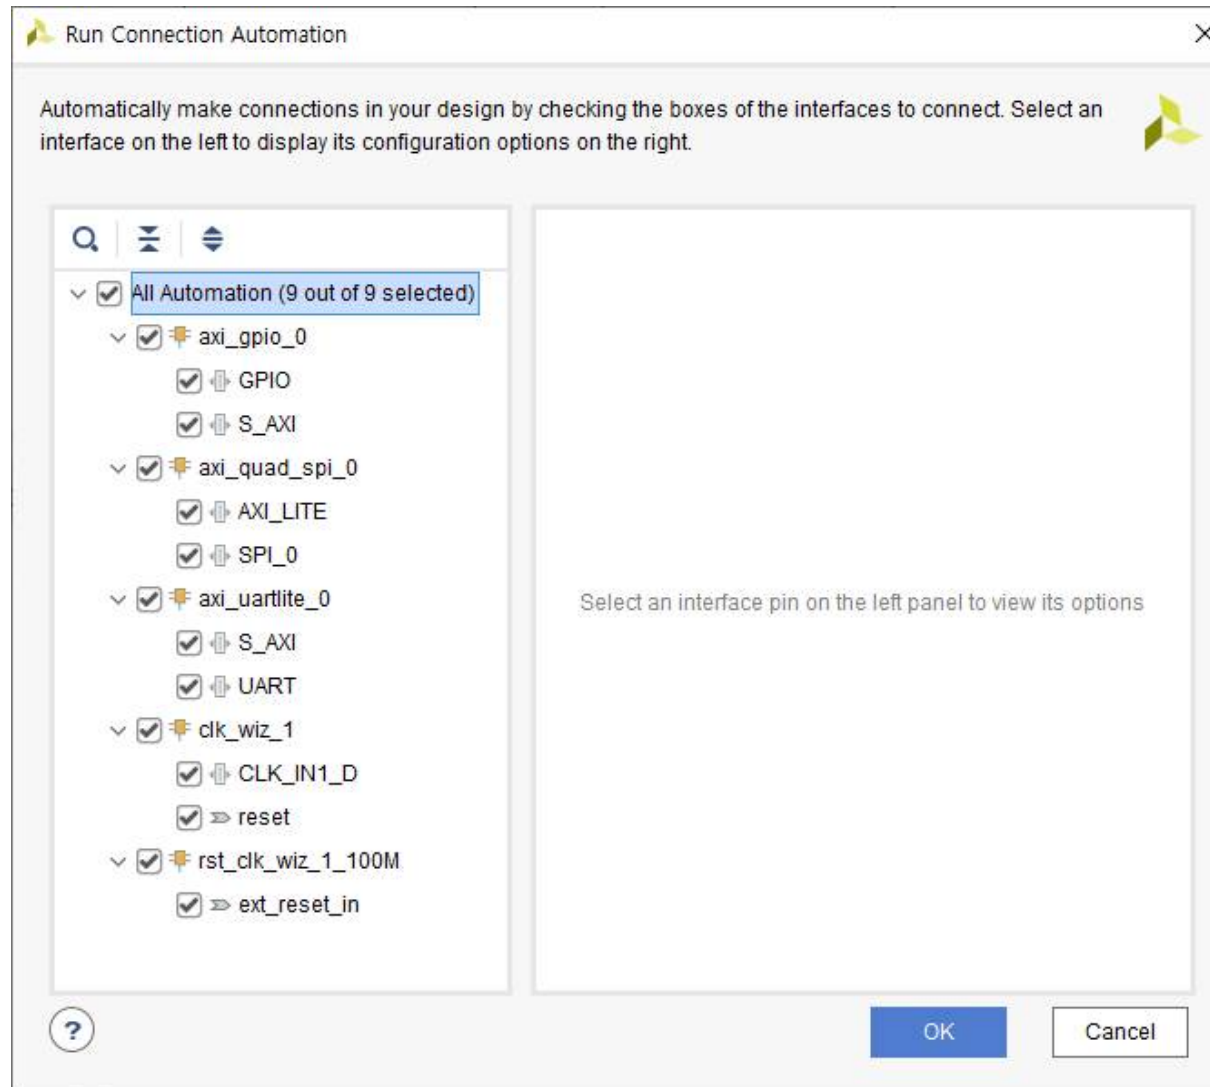 Run Connection Automation
Automatically make connections in your design by checking the boxes of the interfaces to connect. Select an
interface on the left to display its configuration options on the right.
All Automation (9 out of 9 selected)
axi_gpio_0
GPIO
S_AXI
axi_quad_spi_0
AXI_LITE
SPI_0
axi_uartlite_0
S_AXI
UART
clk_wiz_1
CLK_IN1_D
reset
rst_clk_wiz_1_100M
ext_reset_in
Select an interface pin on the left panel to view its options
?
OK
Cancel